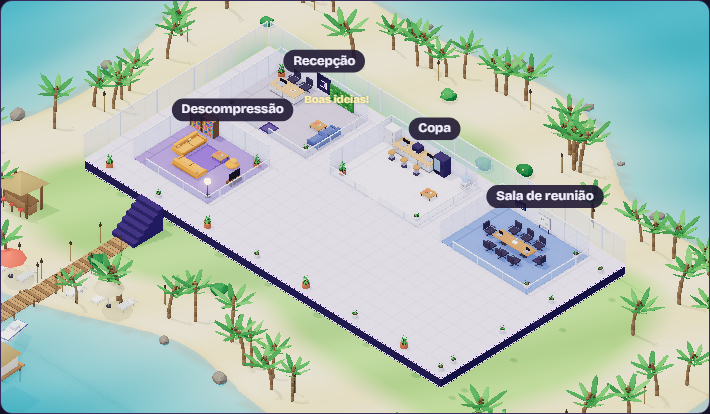 Recepção
Boas ideias!
Descompressão
Copa
Sala de reunião